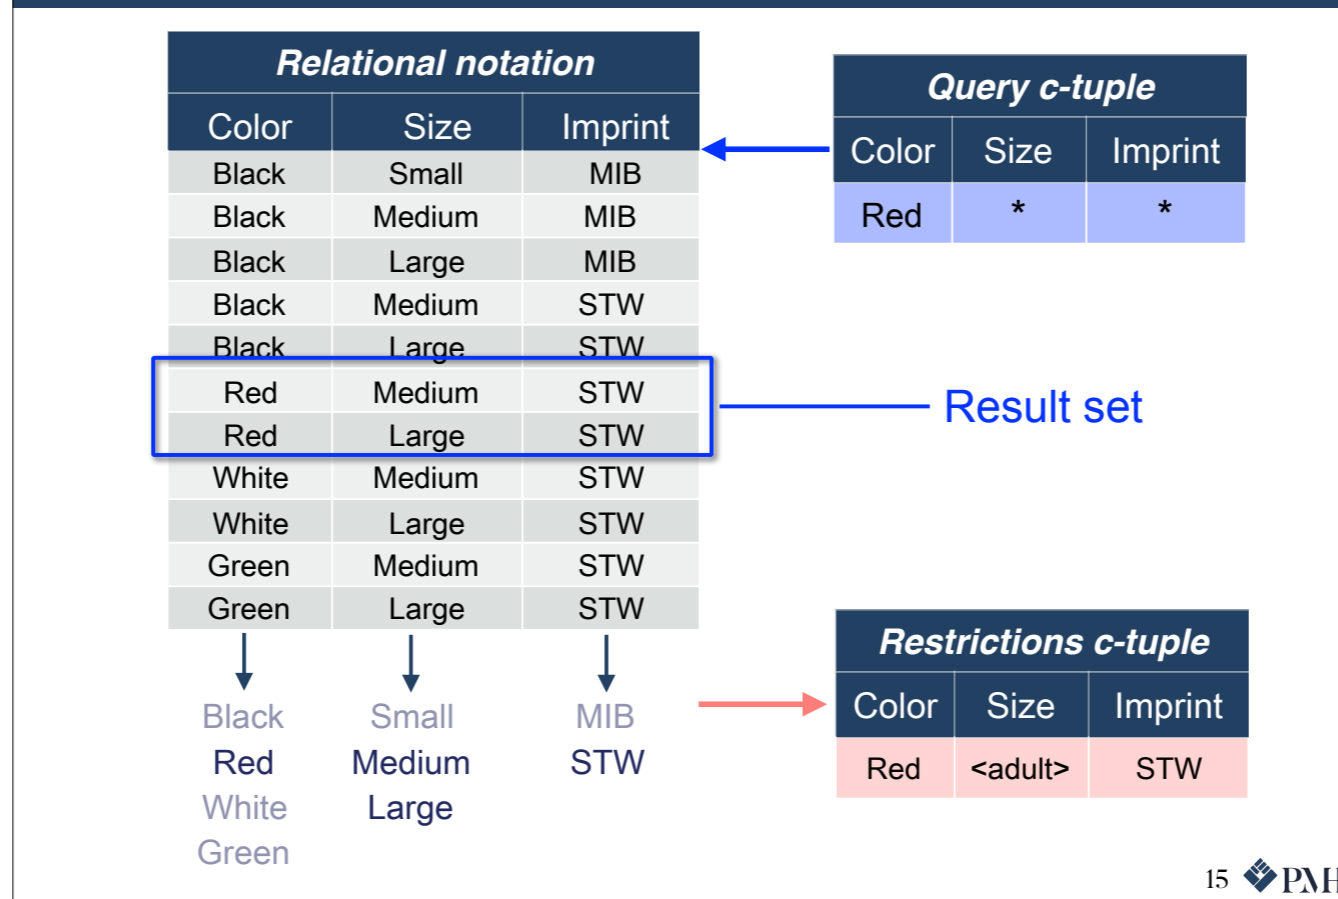 Relational notation
Color Size Imprint
Black Small MIB
Black Medium MIB
Black Large MIB
Black Medium STW
Black Large STW
Red Medium STW
Red Large STW
White Medium STW
White Large STW
Green Medium STW
Green Large STW
Black Small MIB
Red Medium STW
White Large
Green
Query c-tuple
Color Size Imprint
Red * *
Result set
Restrictions c-tuple
Color Size Imprint
Red <adult> STW
15